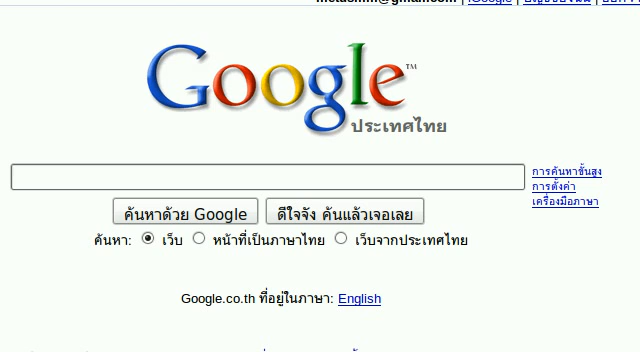 | iGoogle | |
Google™
ประเทศไทย
การค้นหาขั้นสูง
การตั้งค่า
เครื่องมือภาษา
ค้นหาด้วย Google ดีใจจัง ค้นแล้วเจอเลย
ค้นหา: เว็บ หน้าที่เป็นภาษาไทย เว็บจากประเทศไทย
Google.co.th ที่อยู่ในภาษา: English